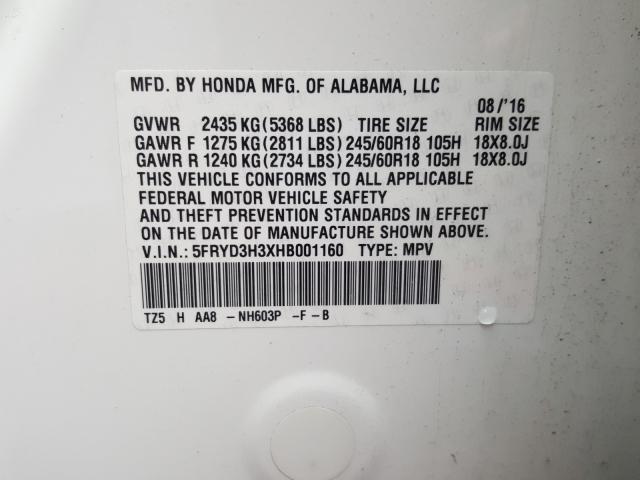 MFD. BY HONDA MFG. OF ALABAMA, LLC
08/'16
GVWR 2435 KG(5368 LBS) TIRE SIZE RIM SIZE
GAWR F 1275 KG(2811 LBS)245/60R18 105H 18X8.0J
GAWR R 1240 KG(2734 LBS)245/60R18 105H 18X8.0J
THIS VEHICLE CONFORMS TO ALL APPLICABLE
FEDERAL MOTOR VEHICLE SAFETY
AND THEFT PREVENTION STANDARDS IN EFFECT
ON THE DATE OF MANUFACTURE SHOWN ABOVE.
V.I.N.: 5FRYD3H3XHB001160 TYPE: MPV
TZ5 H AA8 -NH603P -F-B